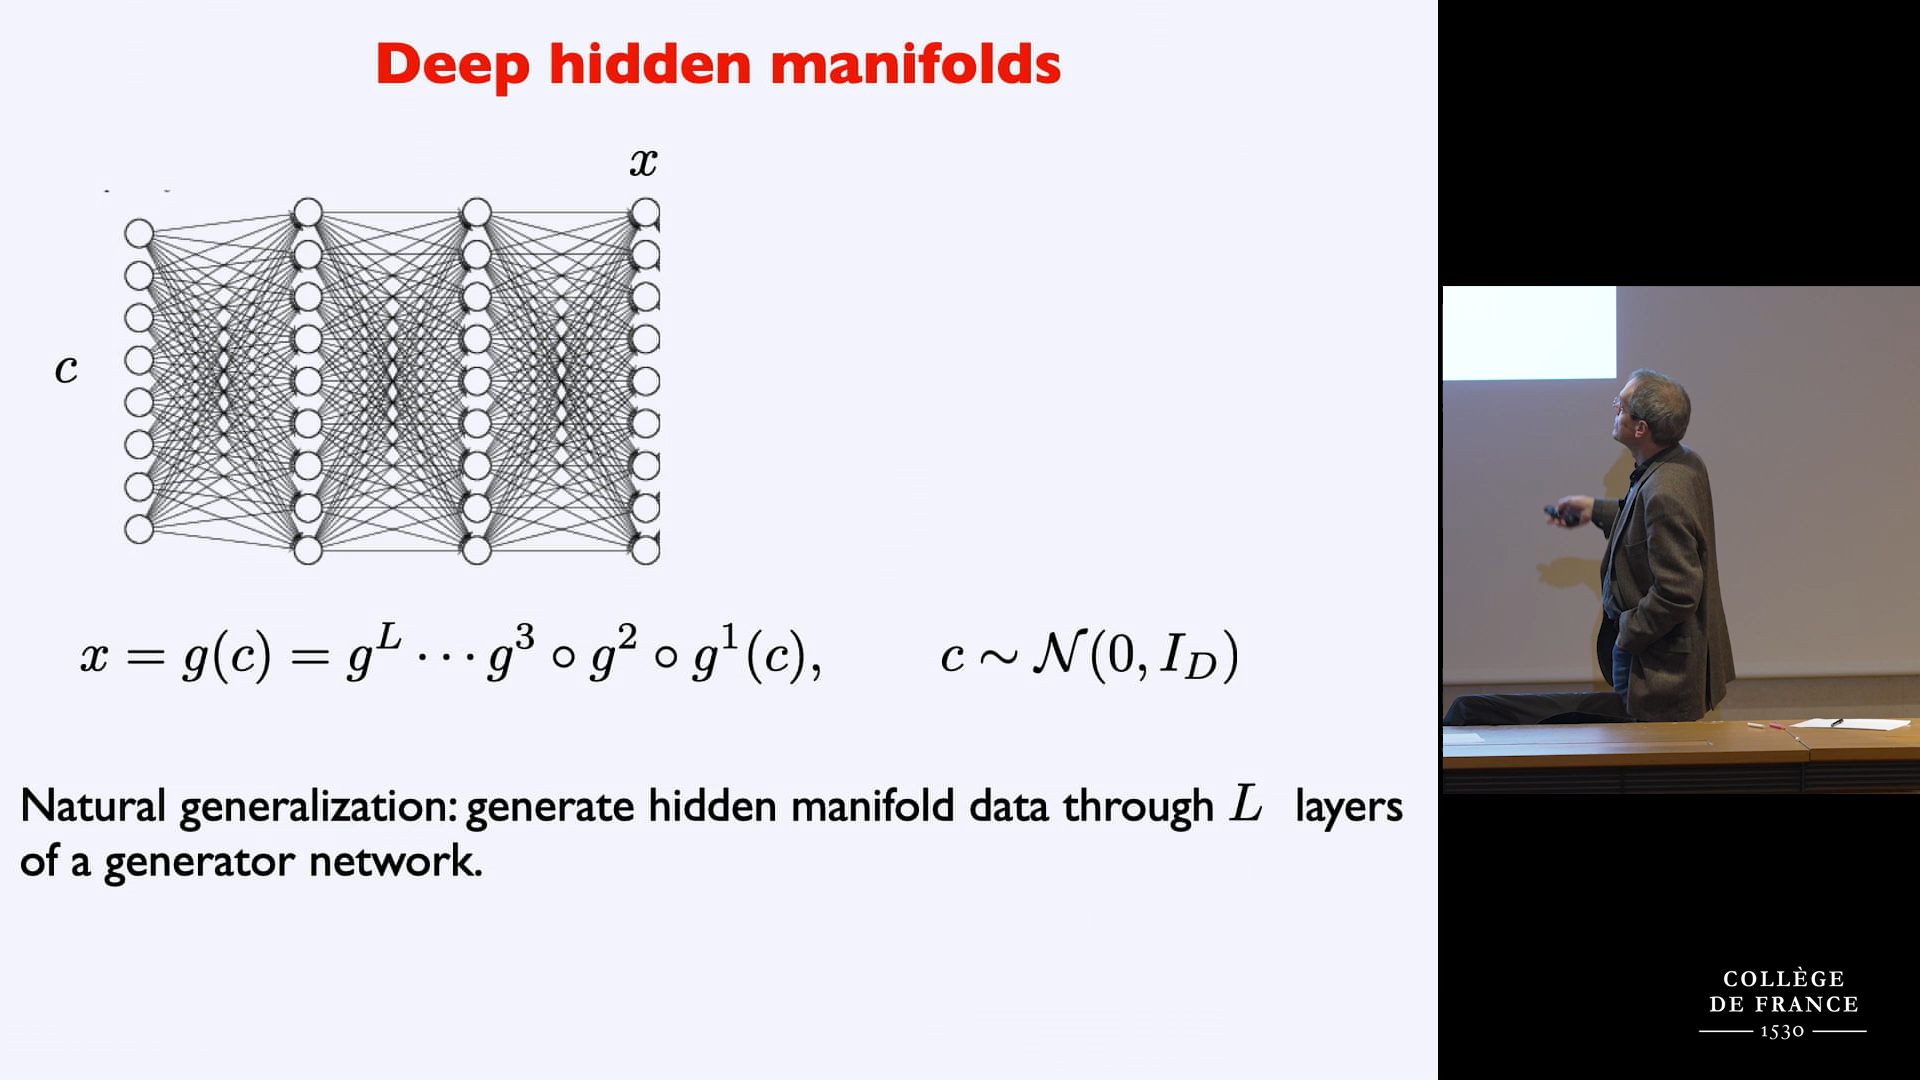 Deep hidden manifolds
x
c
x = g(c) = g^L ⋯ g^3 ∘ g^2 ∘ g^1(c), c ∼ 𝒩(0, I_D)
Natural generalization: generate hidden manifold data through L layers
of a generator network.
COLLÈGE
DE FRANCE
1530